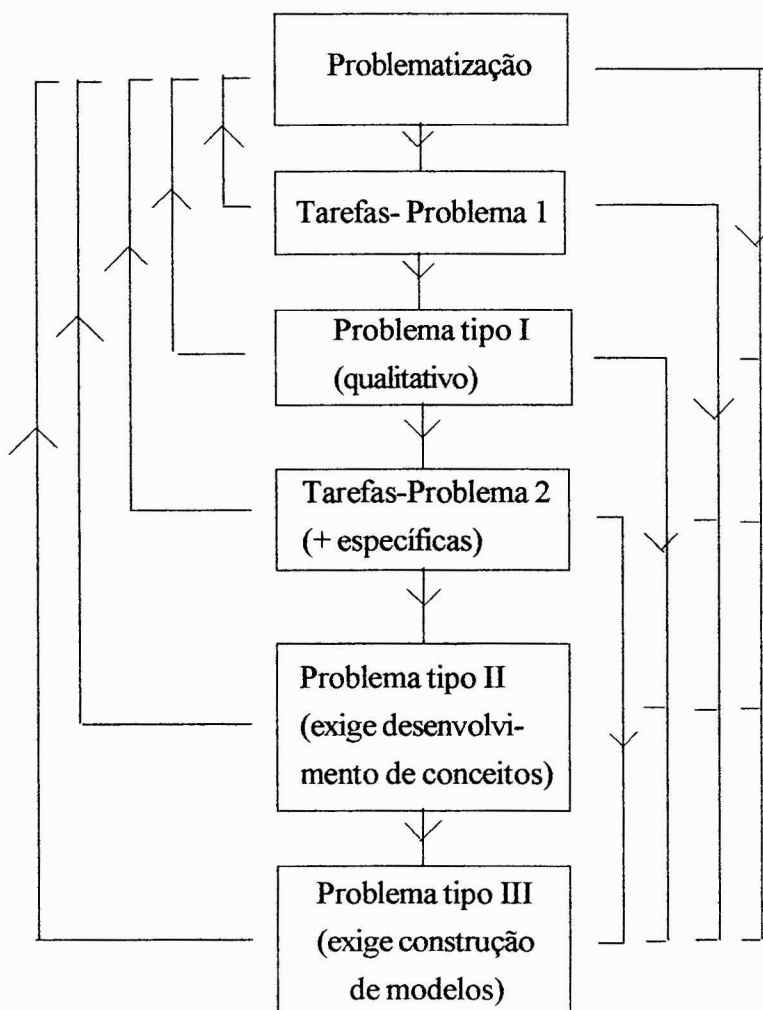 Problematização
Tarefas- Problema 1
Problema tipo I
(qualitativo)
Tarefas-Problema 2
(+ específicas)
Problema tipo II
(exige desenvolvi-
mento de conceitos)
Problema tipo III
(exige construção
de modelos)